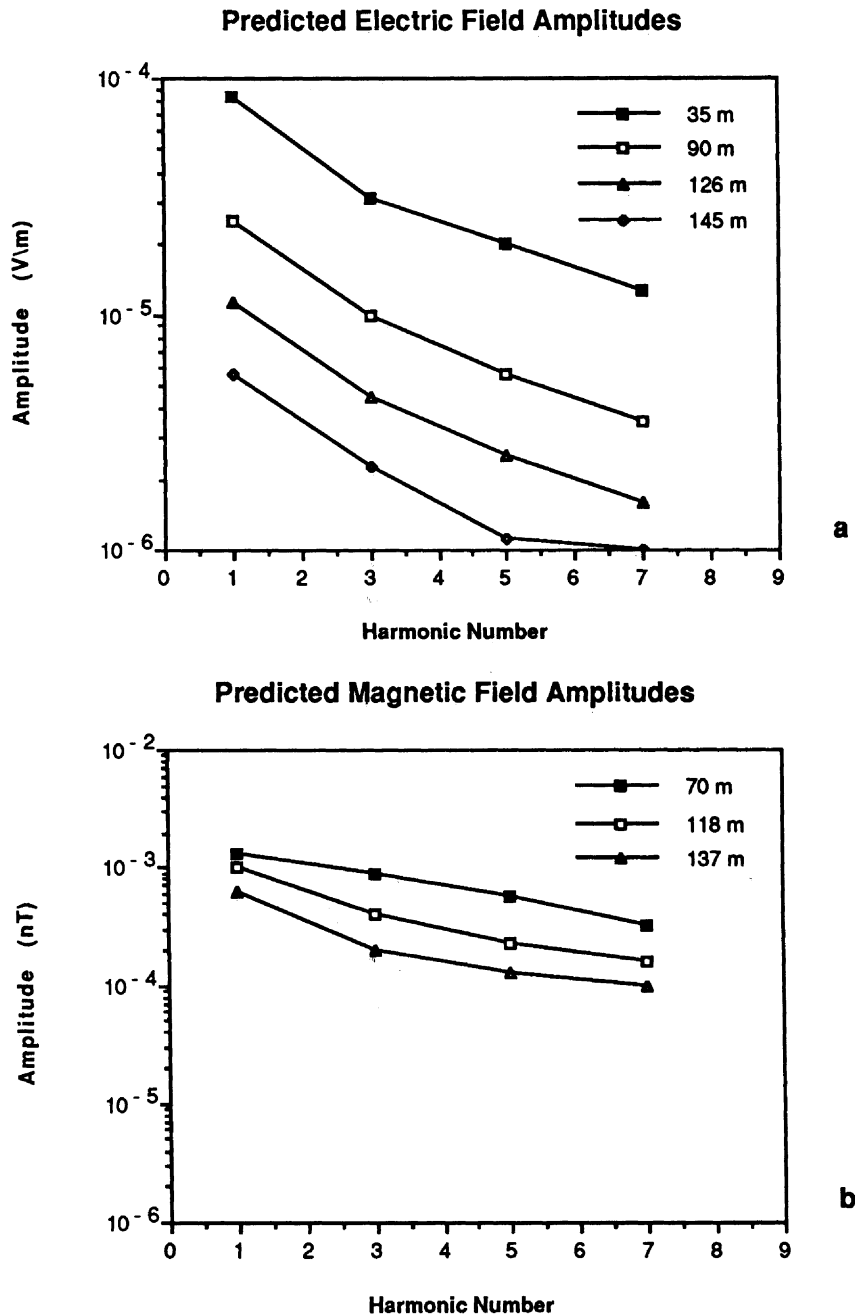 Predicted Electric Field Amplitudes
10 -4
10 -5
10 -6
Amplitude (V\m)
35 m
90 m
126 m
145 m
0 1 2 3 4 5 6 7 8 9
Harmonic Number
a
Predicted Magnetic Field Amplitudes
10 -2
10 -3
10 -4
10 -5
10 -6
Amplitude (nT)
70 m
118 m
137 m
0 1 2 3 4 5 6 7 8 9
Harmonic Number
b